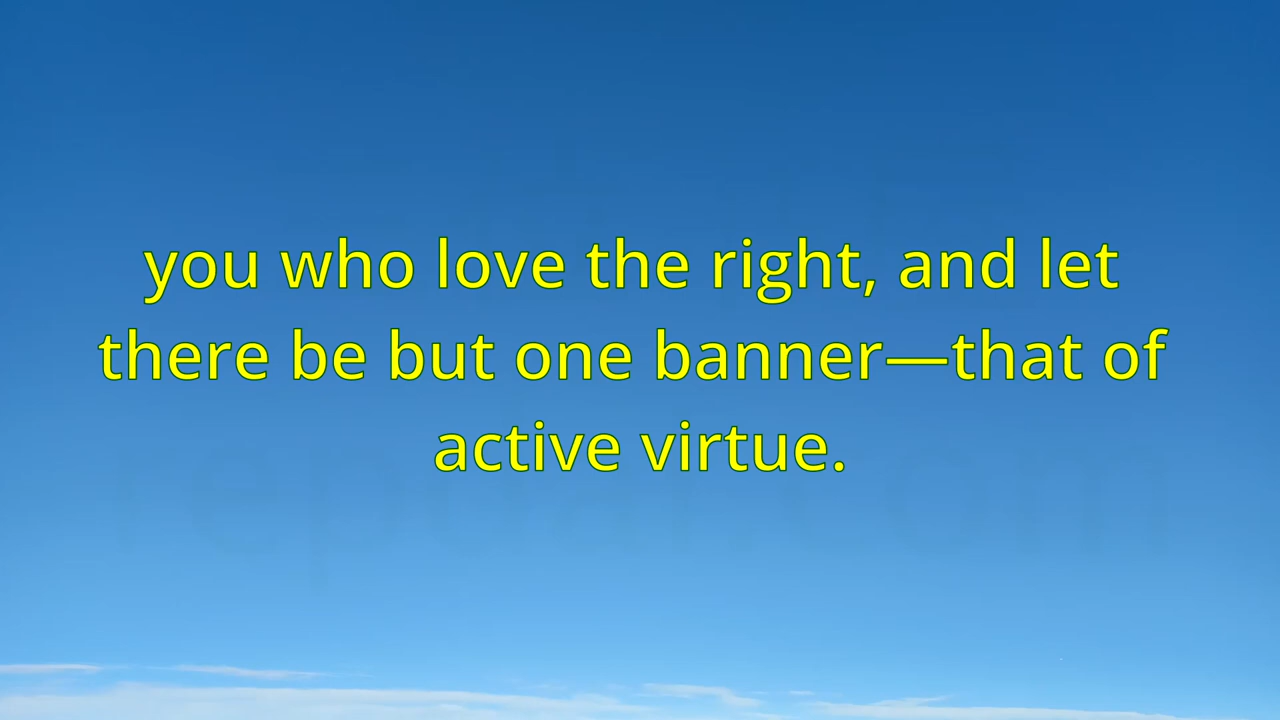 you who love the right, and let
there be but one banner—that of
active virtue.